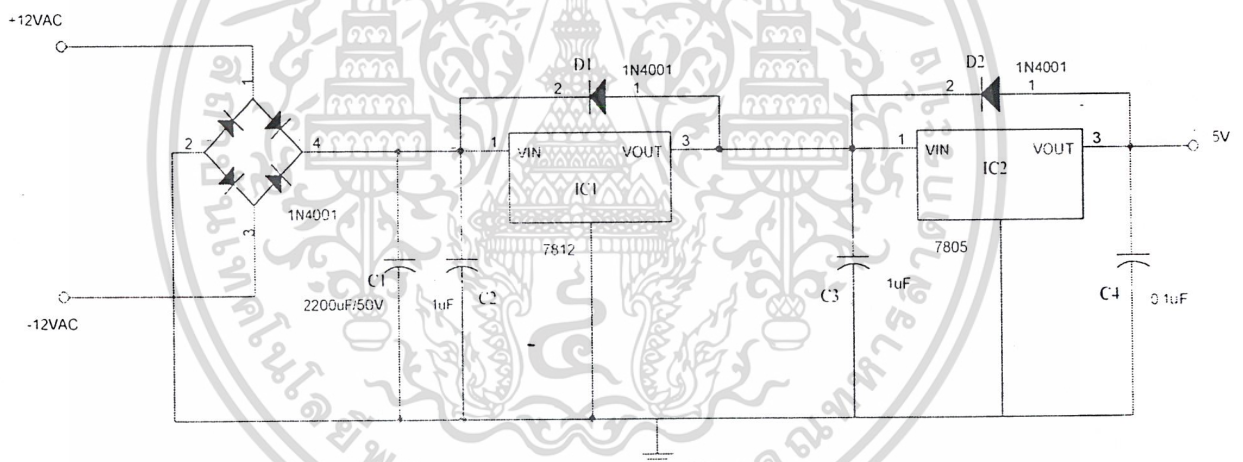 +12VAC
1
2
4
3
1N4001
-12VAC
C1
2200uF/50V
1uF
C2
D1
1N4001
2
1
1
VIN
VOUT
3
IC1
7812
C3
1uF
D2
1N4001
2
1
1
VIN
VOUT
3
IC2
7805
5V
C4
0.1uF